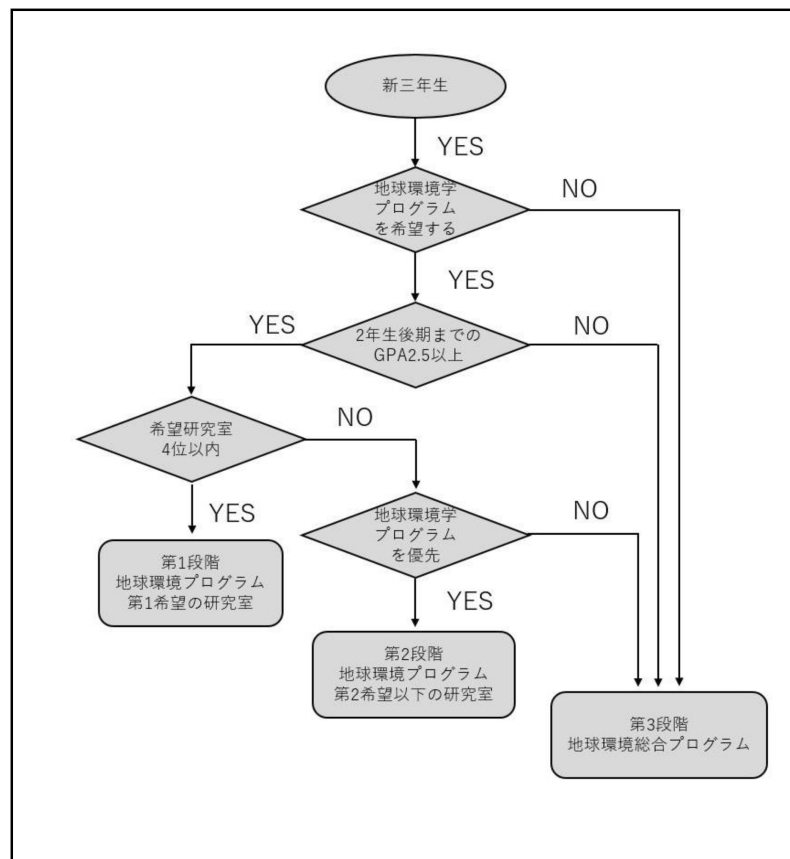 新三年生
YES
地球環境学
プログラム
を希望する
NO
YES
2年生後期までの
GPA2.5以上
YES
NO
希望研究室
4位以内
NO
YES
地球環境学
プログラム
を優先
NO
第1段階
地球環境プログラム
第1希望の研究室
YES
第2段階
地球環境プログラム
第2希望以下の研究室
第3段階
地球環境総合プログラム